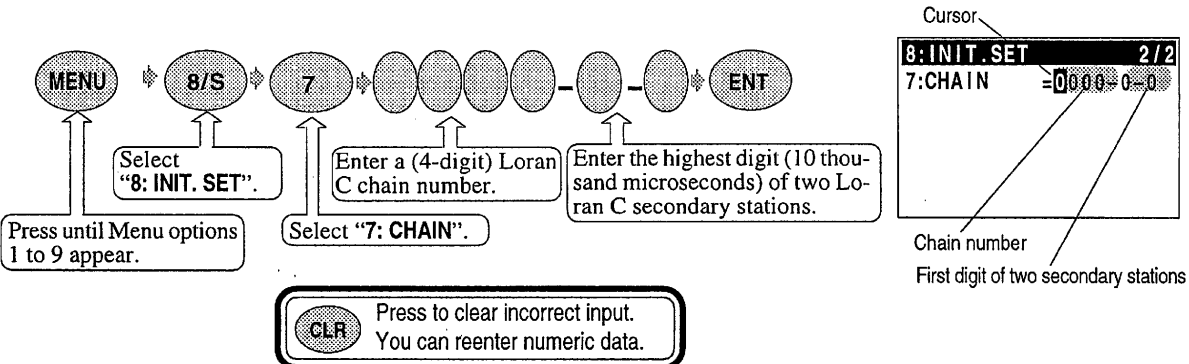 MENU
8/S
7
-
-
ENT
Press until Menu options
1 to 9 appear.
Select
“8: INIT. SET”.
Select “7: CHAIN”.
Enter a (4-digit) Loran
C chain number.
Enter the highest digit (10 thou-
sand microseconds) of two Lo-
ran C secondary stations.
CLR
Press to clear incorrect input.
You can reenter numeric data.
Cursor
8:INIT.SET 2/2
7:CHAIN =0000-0-0
Chain number
First digit of two secondary stations